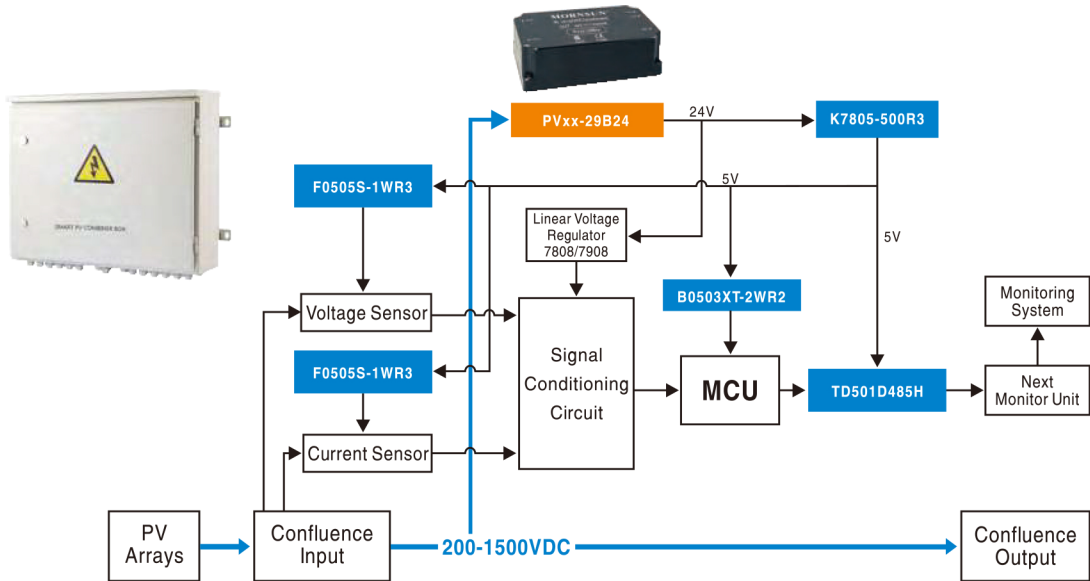 MORNSUN
PVxx-29B24
24V
K7805-500R3
F0505S-1WR3
5V
Linear Voltage
Regulator
7808/7908
5V
SMART PV COMBINER BOX
B0503XT-2WR2
Monitoring
System
Voltage Sensor
Signal
Conditioning
Circuit
F0505S-1WR3
MCU
TD501D485H
Next
Monitor Unit
Current Sensor
PV
Arrays
Confluence
Input
200-1500VDC
Confluence
Output